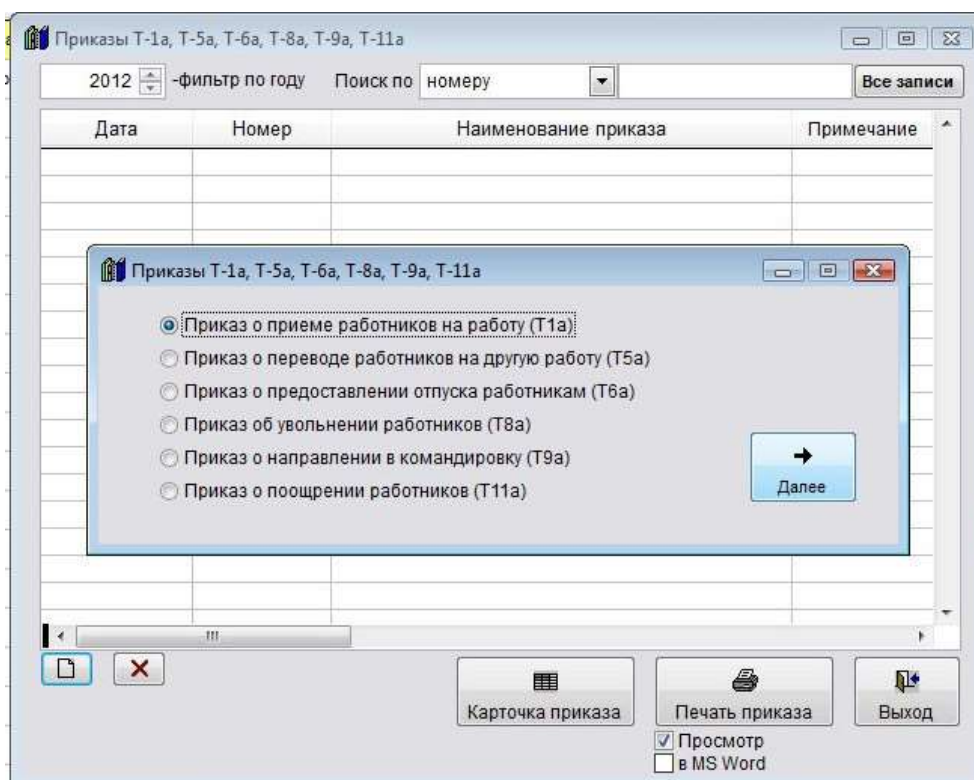 Приказы Т-1а, Т-5а, Т-6а, Т-8а, Т-9а, Т-11а
2012 -фильтр по году Поиск по номеру Все записи
Дата Номер Наименование приказа Примечание
Приказы Т-1а, Т-5а, Т-6а, Т-8а, Т-9а, Т-11а
Приказ о приеме работников на работу (Т1а)
Приказ о переводе работников на другую работу (Т5а)
Приказ о предоставлении отпуска работникам (Т6а)
Приказ об увольнении работников (Т8а)
Приказ о направлении в командировку (Т9а)
Приказ о поощрении работников (Т11а)
Далее
Карточка приказа Печать приказа Выход
Просмотр
в MS Word